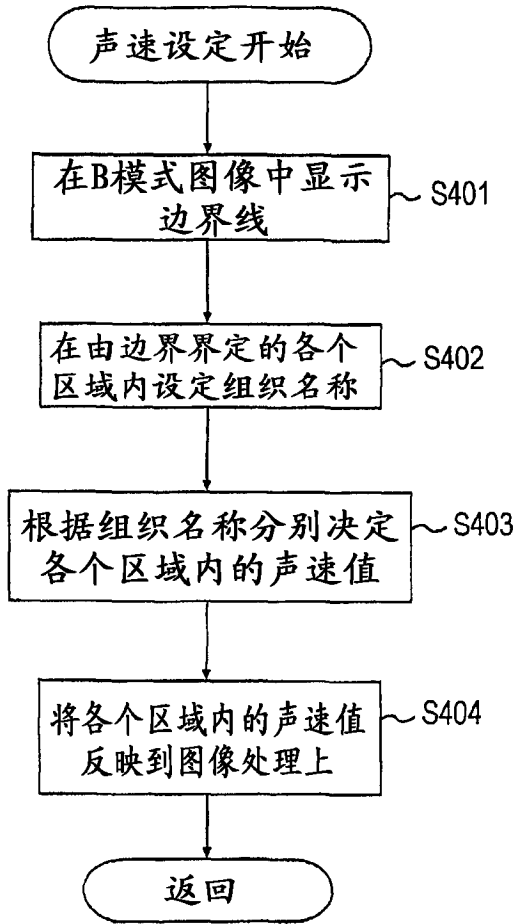 声速设定开始
在B模式图像中显示
边界线
S401
在由边界界定的各个
区域内设定组织名称
S402
根据组织名称分别决定
各个区域内的声速值
S403
将各个区域内的声速值
反映到图像处理上
S404
返回